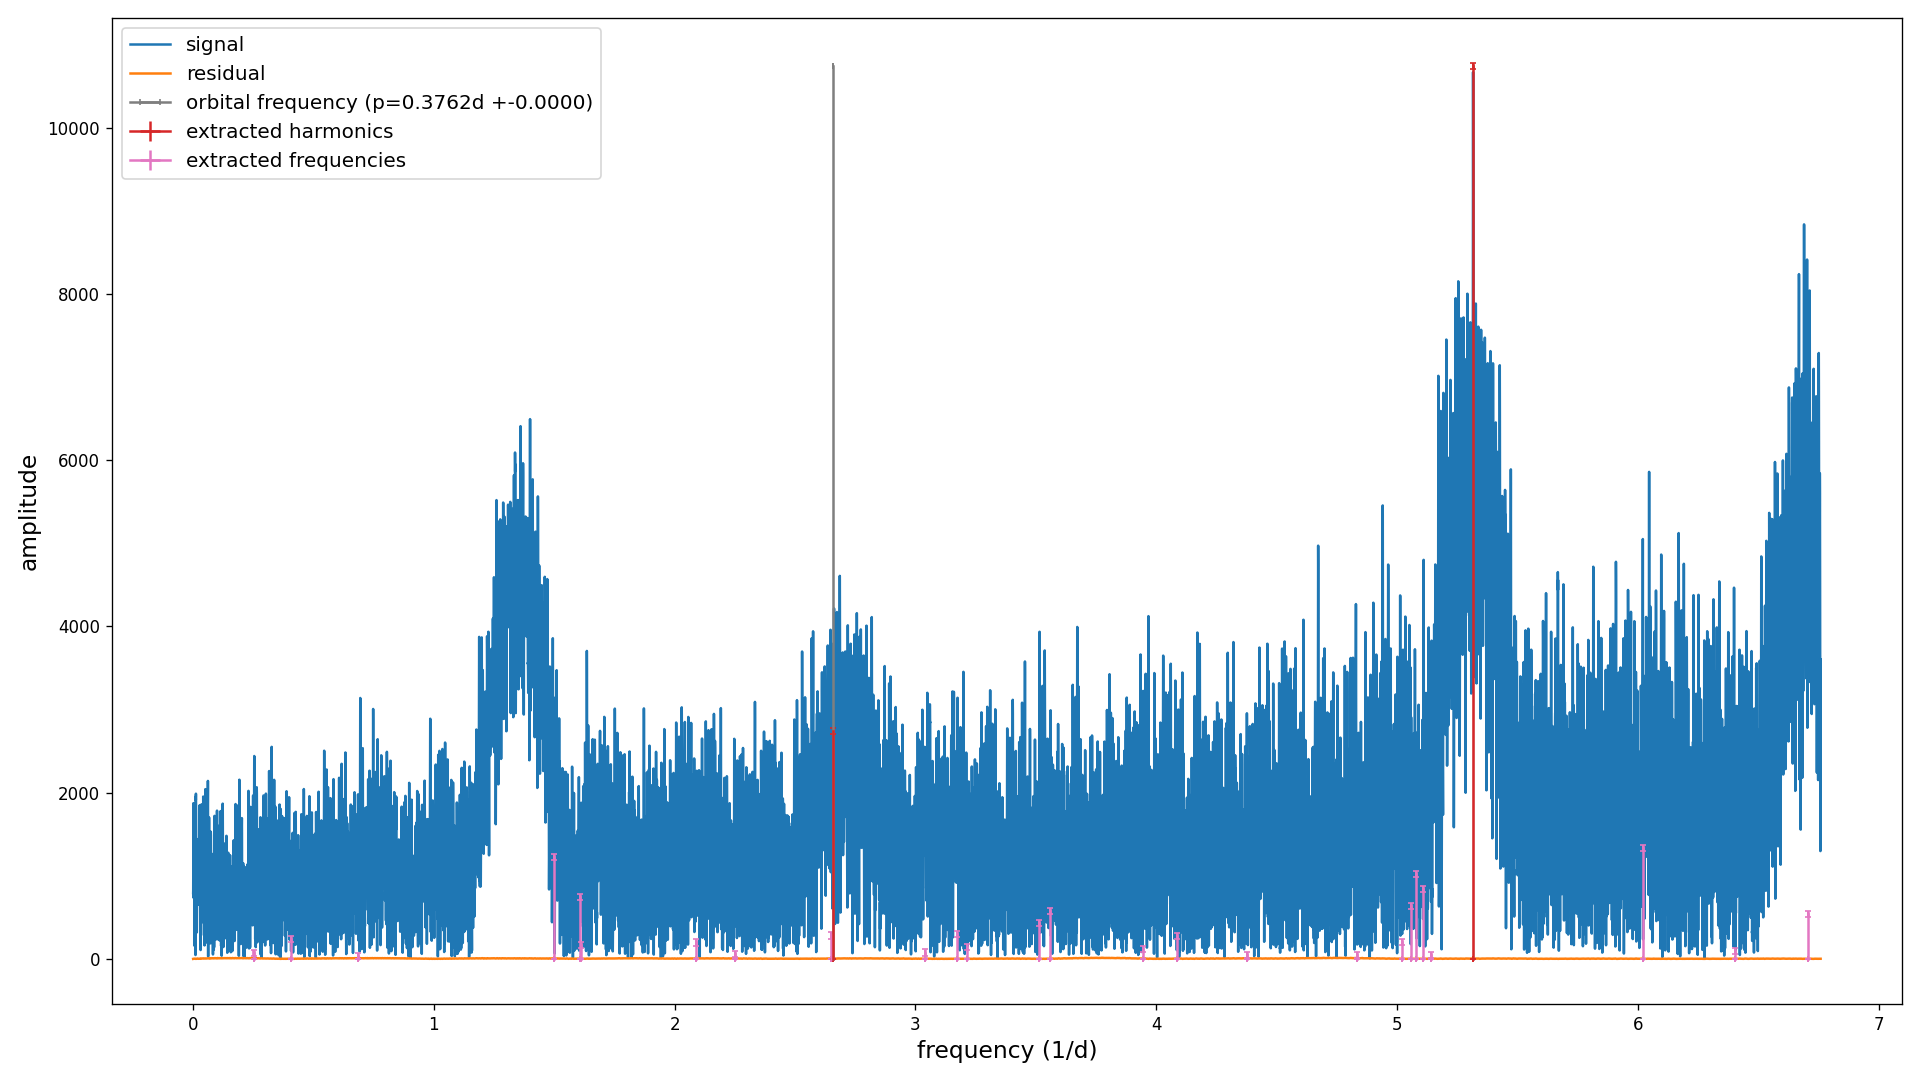 signal
residual
orbital frequency (p=0.3762d +-0.0000)
extracted harmonics
extracted frequencies
10000
8000
6000
4000
2000
0
amplitude
0 1 2 3 4 5 6 7
frequency (1/d)